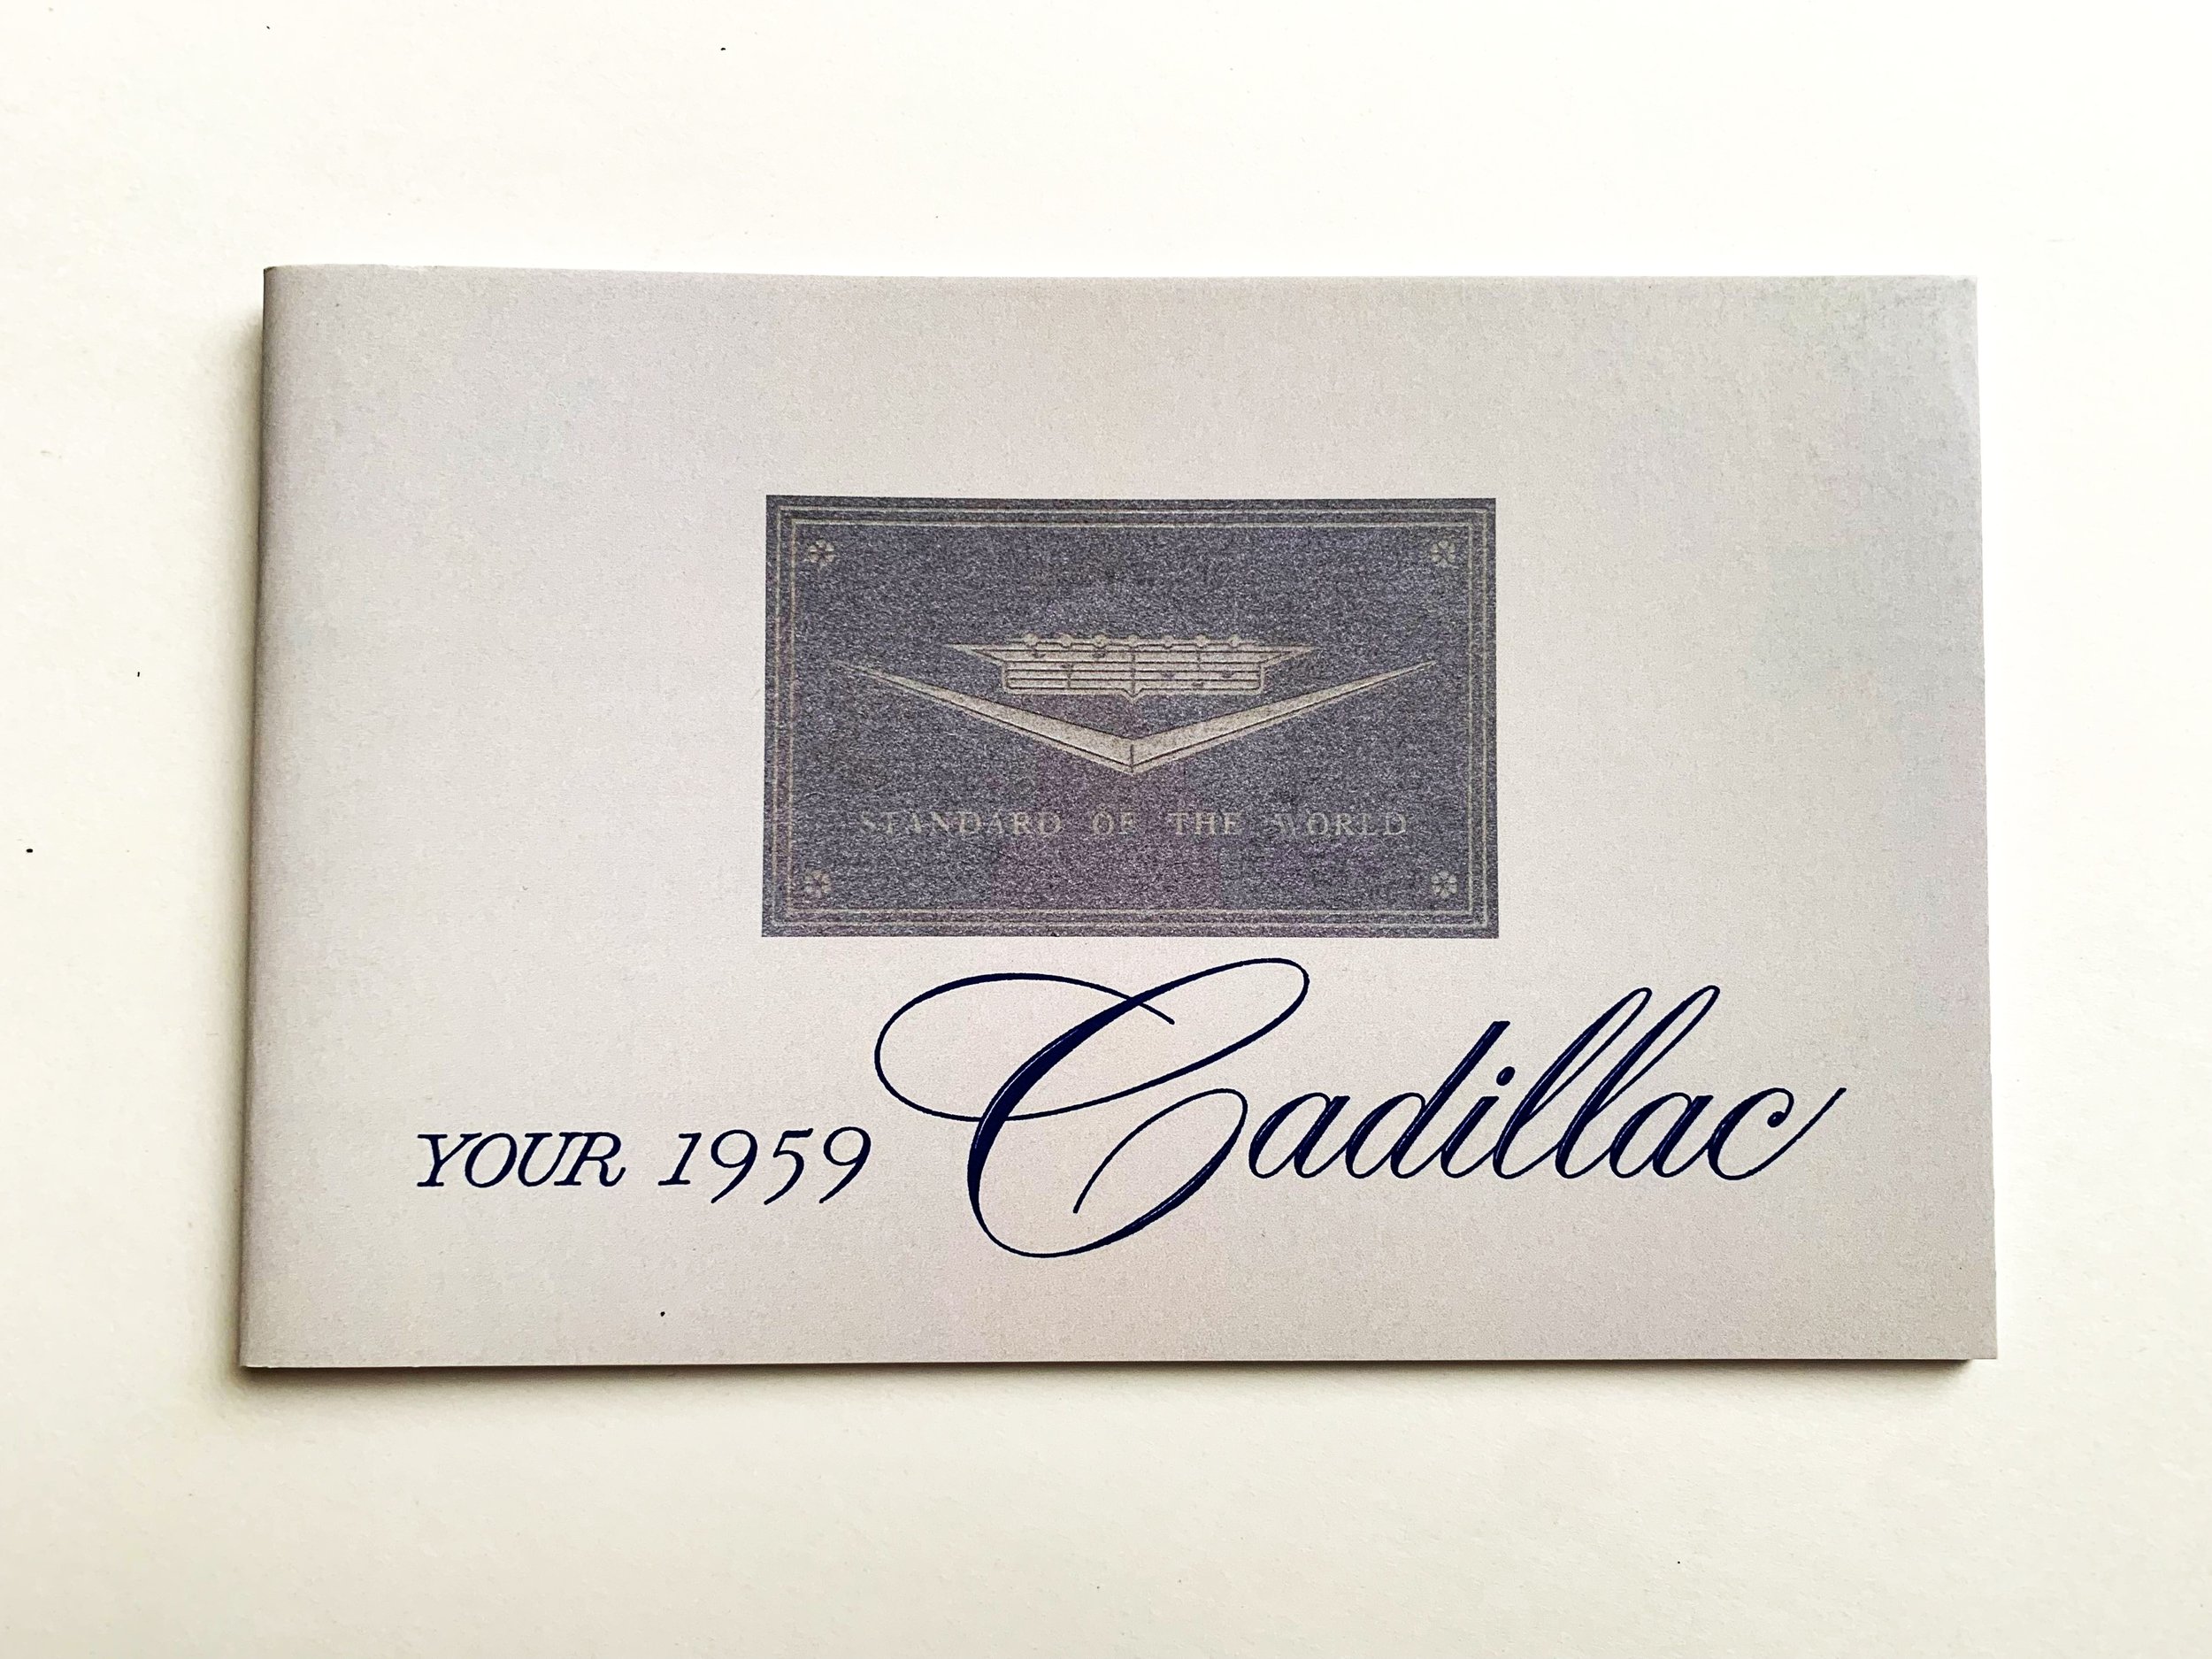 STANDARD OF THE WORLD
YOUR 1959 Cadillac